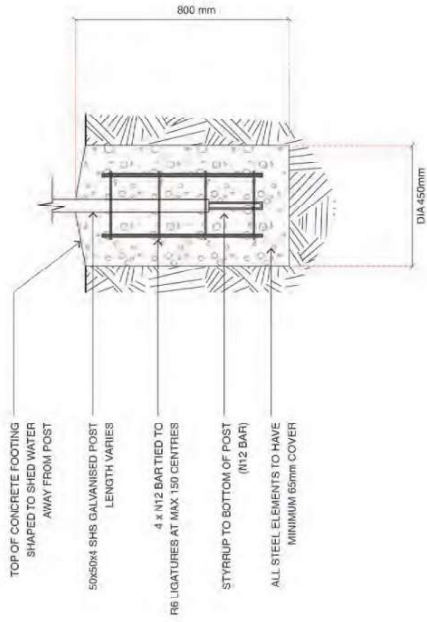 800 mm
TOP OF CONCRETE FOOTING
SHAPED TO SHED WATER
AWAY FROM POST
50x50x4 SHS GALVANISED POST
LENGTH VARIES
4 x N12 BAR TIED TO
R6 LIGATURES AT MAX 150 CENTRES
STYRRUP TO BOTTOM OF POST
(N12 BAR)
ALL STEEL ELEMENTS TO HAVE
MINIMUM 65mm COVER
DIA 450mm